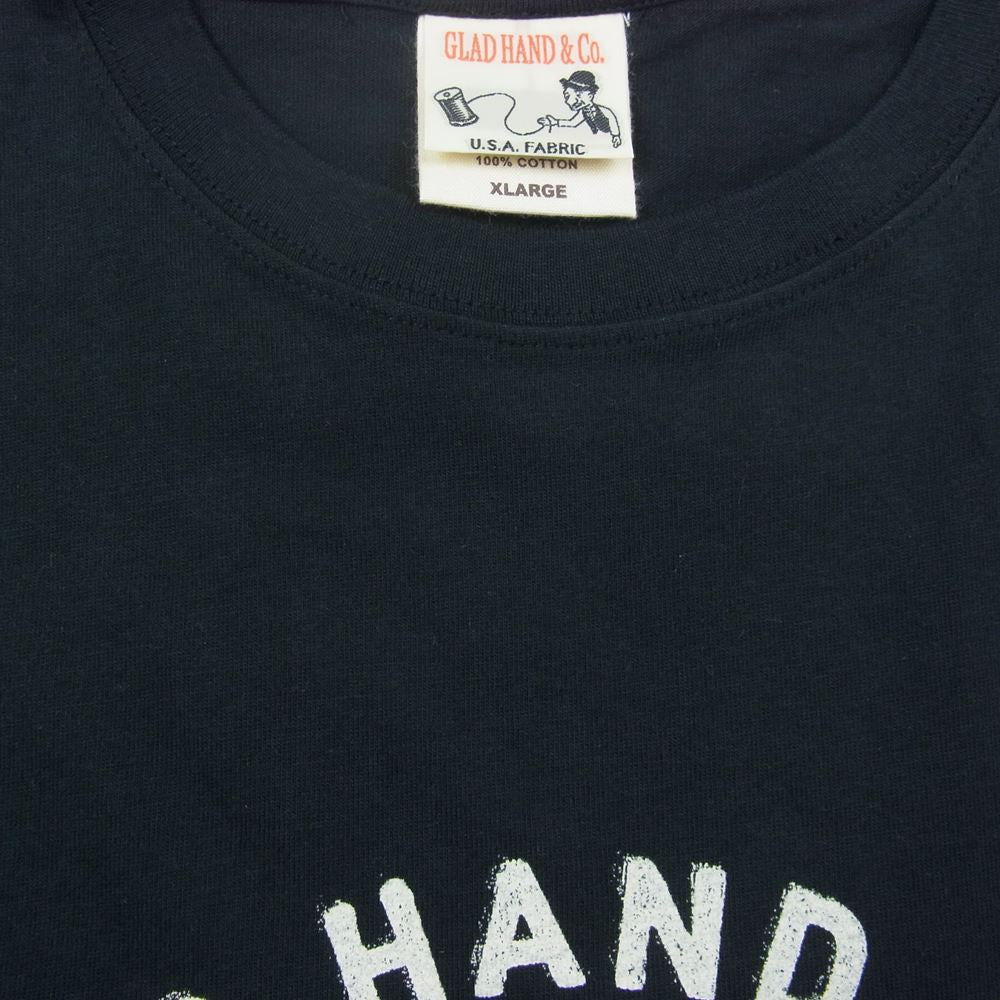 GLAD HAND & Co.
U.S.A. FABRIC
100% COTTON
XLARGE
HAND